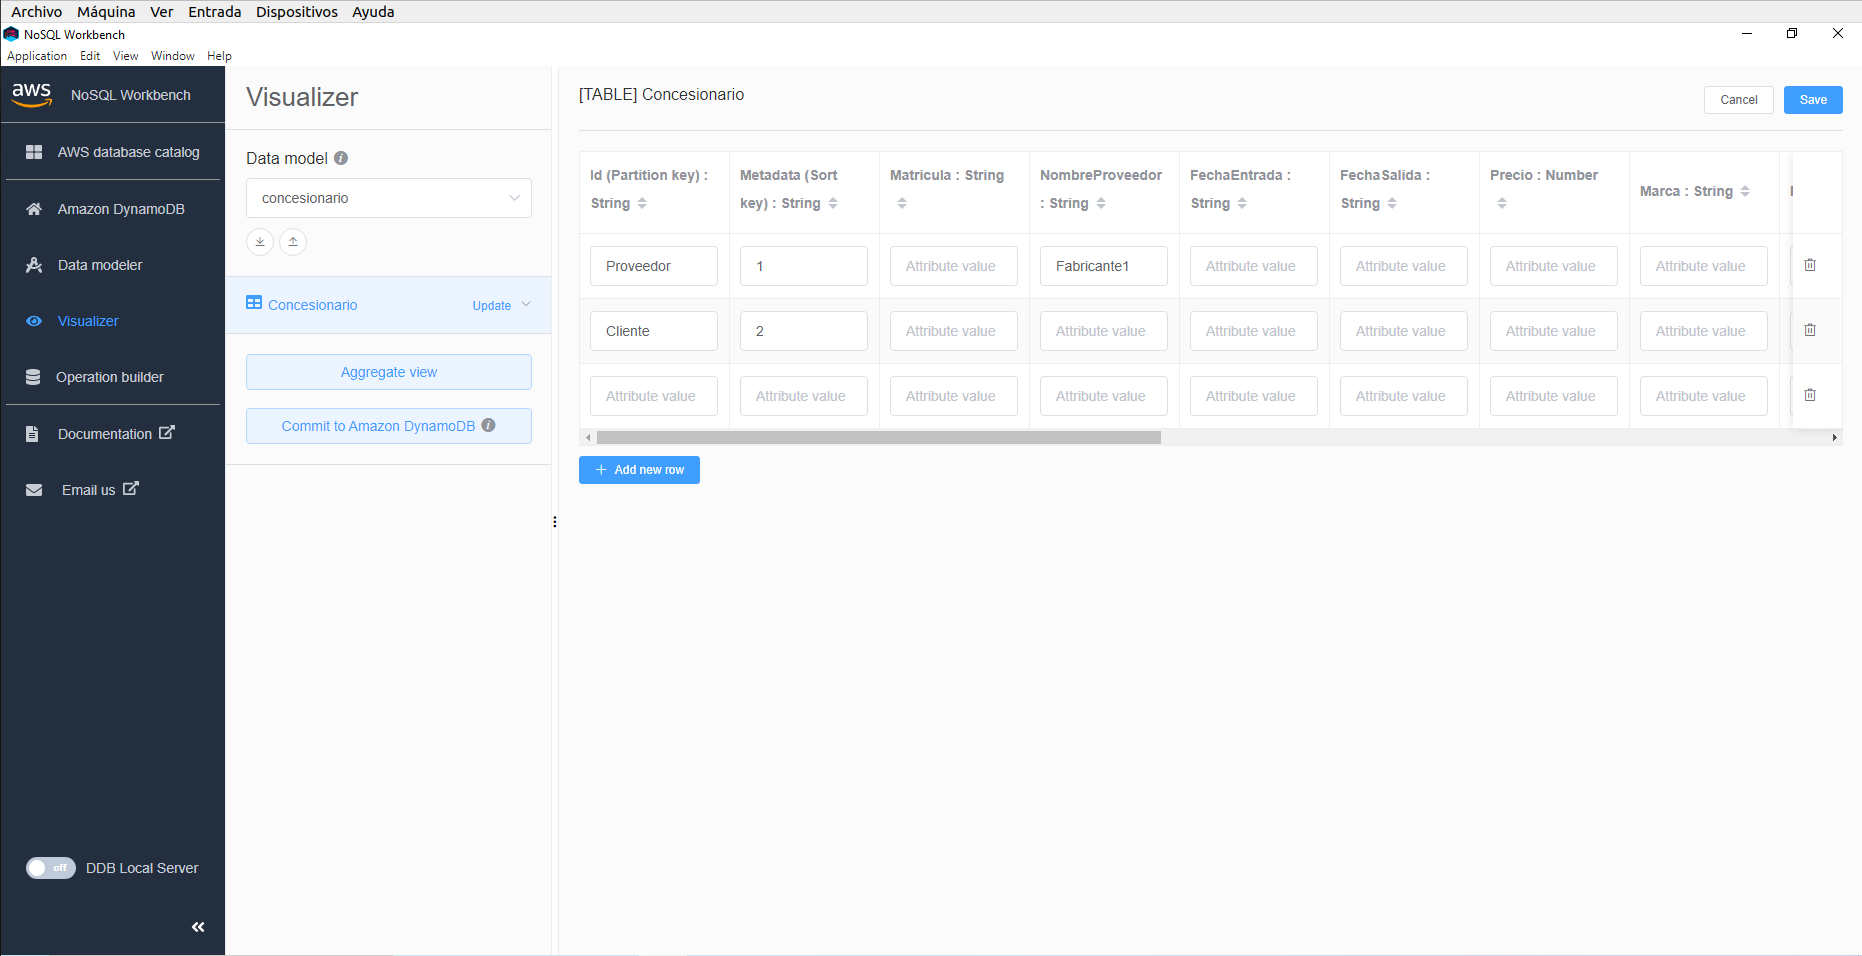 Archivo Máquina Ver Entrada Dispositivos Ayuda
NoSQL Workbench
Application Edit View Window Help
aws NoSQL Workbench
AWS database catalog
Amazon DynamoDB
Data modeler
Visualizer
Operation builder
Documentation
Email us
off DDB Local Server
Visualizer
Data model
concesionario
Concesionario Update
Aggregate view
Commit to Amazon DynamoDB
[TABLE] Concesionario
Cancel Save
Id (Partition key) : String
Metadata (Sort key) : String
Matricula : String
NombreProveedor : String
FechaEntrada : String
FechaSalida : String
Precio : Number
Marca : String
Proveedor 1 Attribute value Fabricante1 Attribute value Attribute value Attribute value Attribute value
Cliente 2 Attribute value Attribute value Attribute value Attribute value Attribute value Attribute value
Attribute value Attribute value Attribute value Attribute value Attribute value Attribute value Attribute value Attribute value
+ Add new row